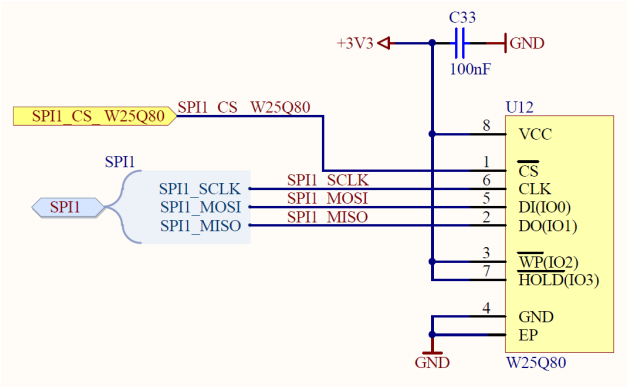 C33
+3V3
GND
100nF
U12
SPI1_CS_W25Q80
SPI1_CS_W25Q80
8
VCC
SPI1
1
CS
SPI1_SCLK
SPI1_SCLK
6
CLK
SPI1
SPI1_MOSI
SPI1_MOSI
5
DI(IO0)
SPI1_MISO
SPI1_MISO
2
DO(IO1)
3
WP(IO2)
7
HOLD(IO3)
4
GND
EP
GND
W25Q80